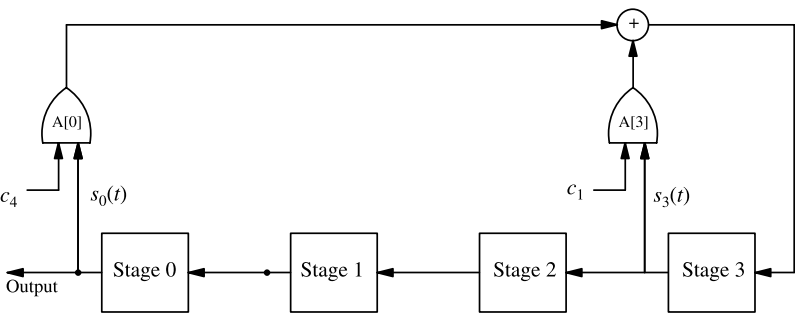 +
A[0]
A[3]
c4
s0(t)
c1
s3(t)
Stage 0
Stage 1
Stage 2
Stage 3
Output